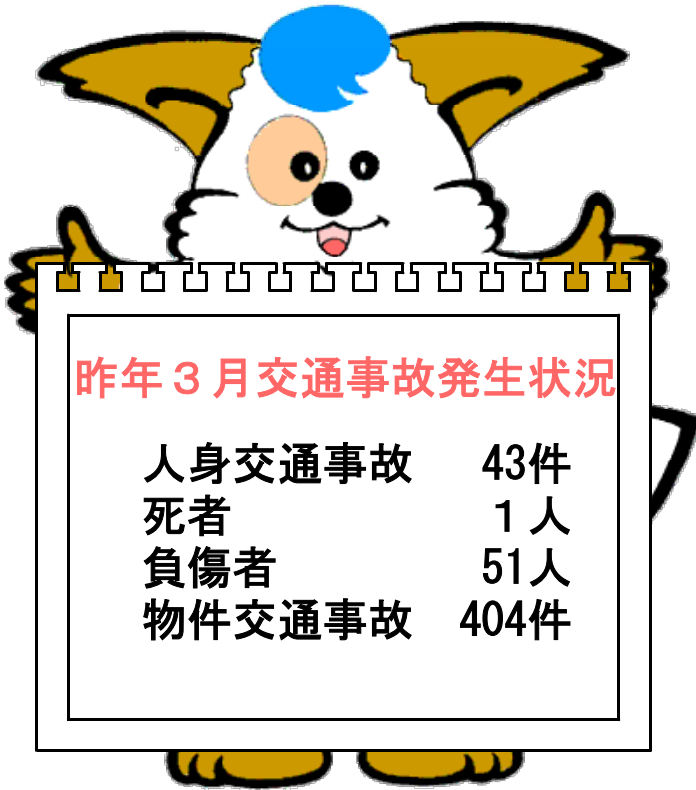 昨年３月交通事故発生状況
人身交通事故　43件
死者　１人
負傷者　51人
物件交通事故　404件